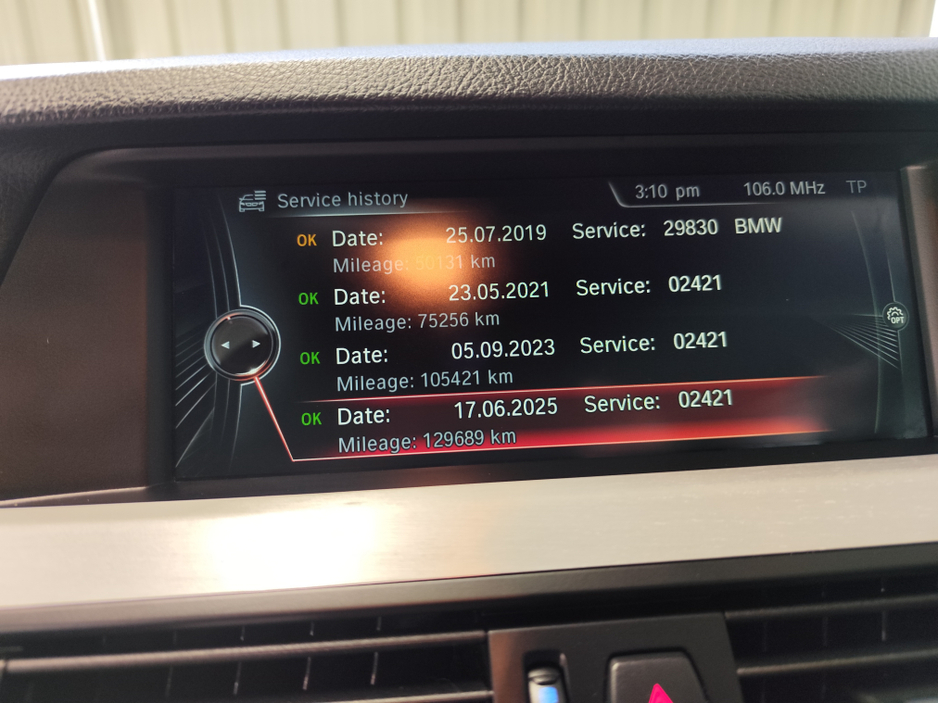 Service history 3:10 pm 106.0 MHz TP
OK Date: 25.07.2019 Service: 29830 BMW
Mileage: 50131 km
OK Date: 23.05.2021 Service: 02421
Mileage: 75256 km
OK Date: 05.09.2023 Service: 02421
Mileage: 105421 km
OK Date: 17.06.2025 Service: 02421
Mileage: 129689 km
OPT